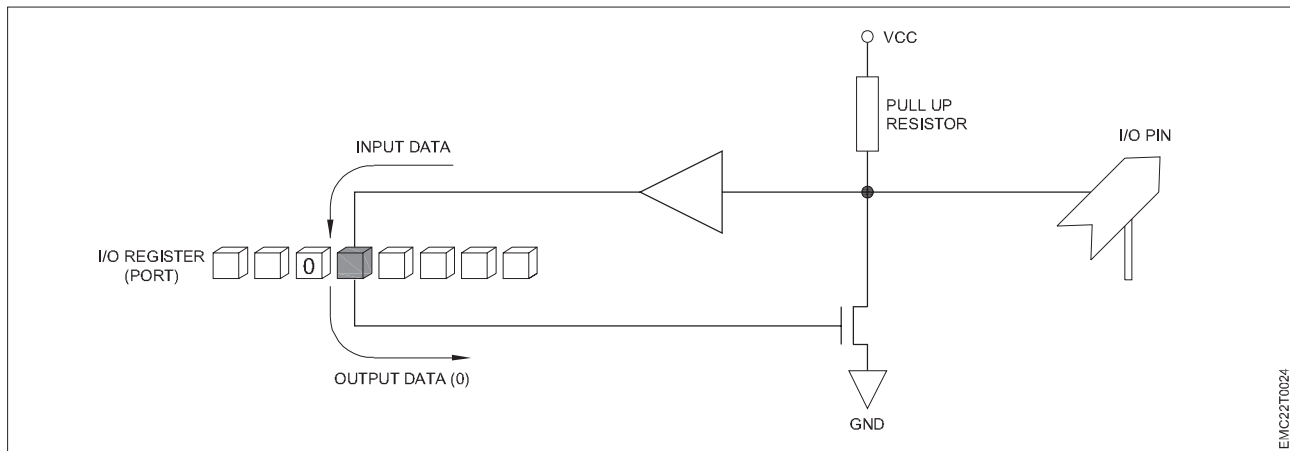 VCC
PULL UP
RESISTOR
I/O PIN
INPUT DATA
I/O REGISTER
(PORT)
0
OUTPUT DATA (0)
GND
EMC22T0024